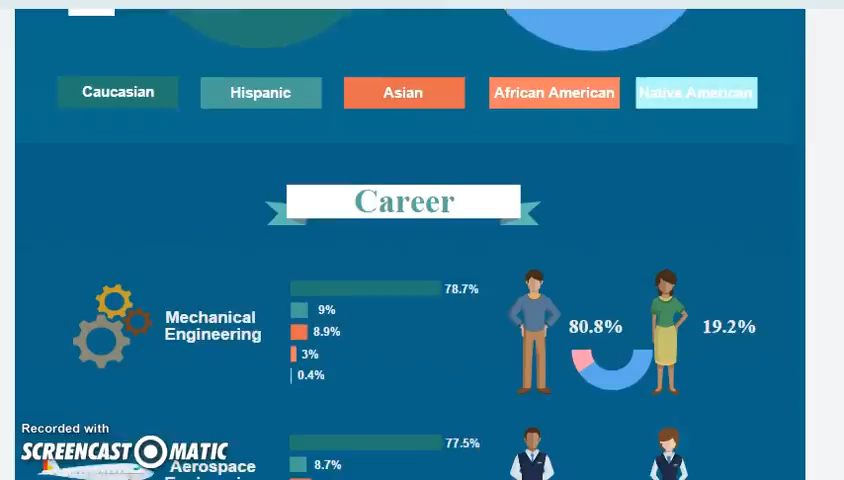 Caucasian
Hispanic
Asian
African American
Native American
Career
Mechanical
Engineering
78.7%
9%
8.9%
3%
0.4%
80.8%
19.2%
Recorded with
SCREENCAST MATIC
Aerospace
77.5%
8.7%